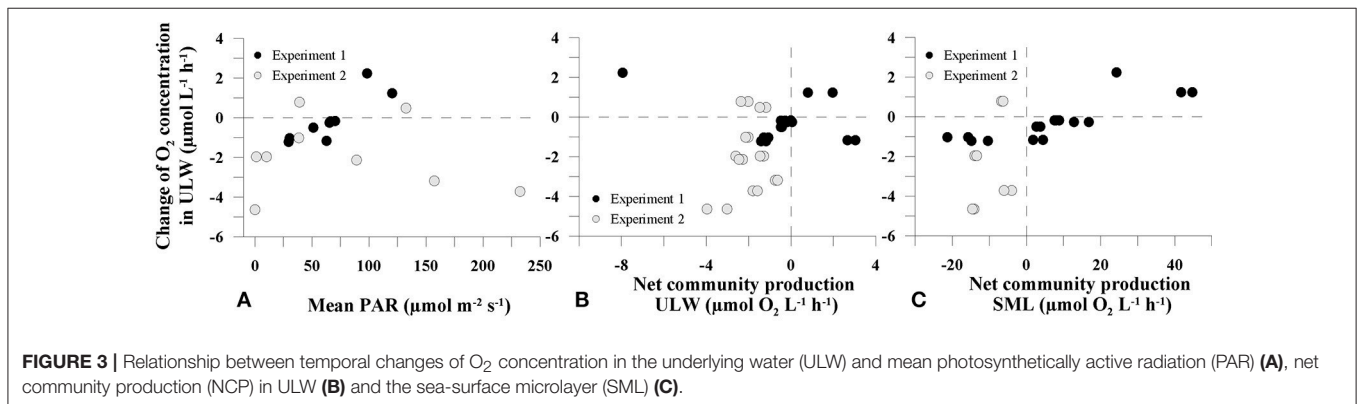 Change of O₂ concentration
in ULW (µmol L⁻¹ h⁻¹)
4
2
0
-2
-4
-6
Experiment 1
Experiment 2
0
50
100
150
200
250
A
Mean PAR (µmol m⁻² s⁻¹)
4
2
0
-2
-4
-6
Experiment 1
Experiment 2
-8
-4
0
4
B
Net community production
ULW (µmol O₂ L⁻¹ h⁻¹)
4
2
0
-2
-4
-6
Experiment 1
Experiment 2
-20
0
20
40
C
Net community production
SML (µmol O₂ L⁻¹ h⁻¹)
FIGURE 3 | Relationship between temporal changes of O₂ concentration in the underlying water (ULW) and mean photosynthetically active radiation (PAR) (A), net
community production (NCP) in ULW (B) and the sea-surface microlayer (SML) (C).